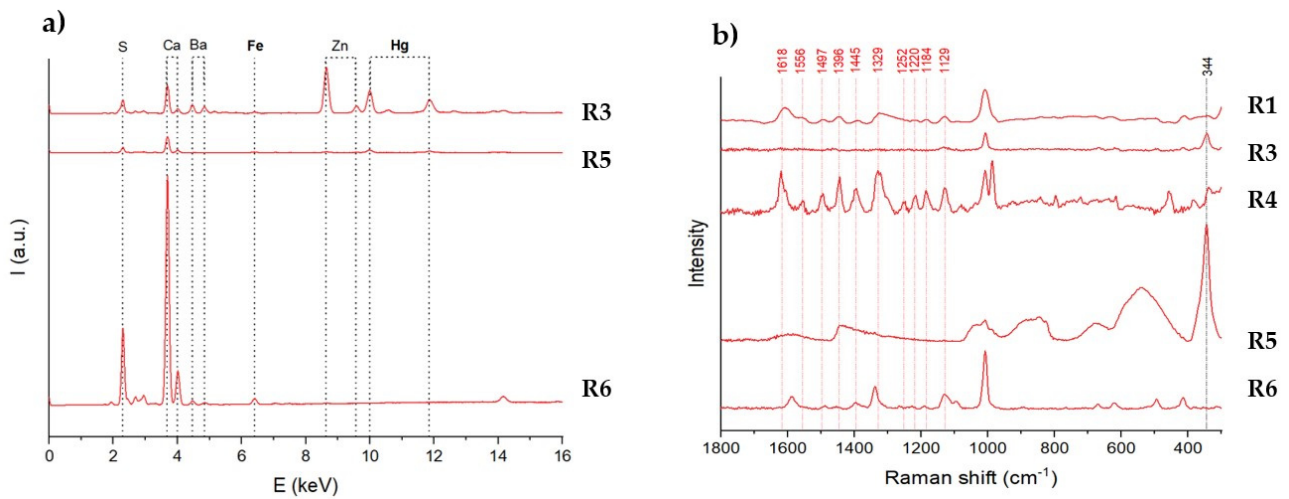 a)
S Ca Ba Fe Zn Hg
R3
R5
R6
I (a.u.)
0 2 4 6 8 10 12 14 16
E (keV)
b)
1618 1556 1497 1396 1445 1329 1252 1220 1184 1129 344
R1
R3
R4
R5
R6
Intensity
1800 1600 1400 1200 1000 800 600 400
Raman shift (cm⁻¹)